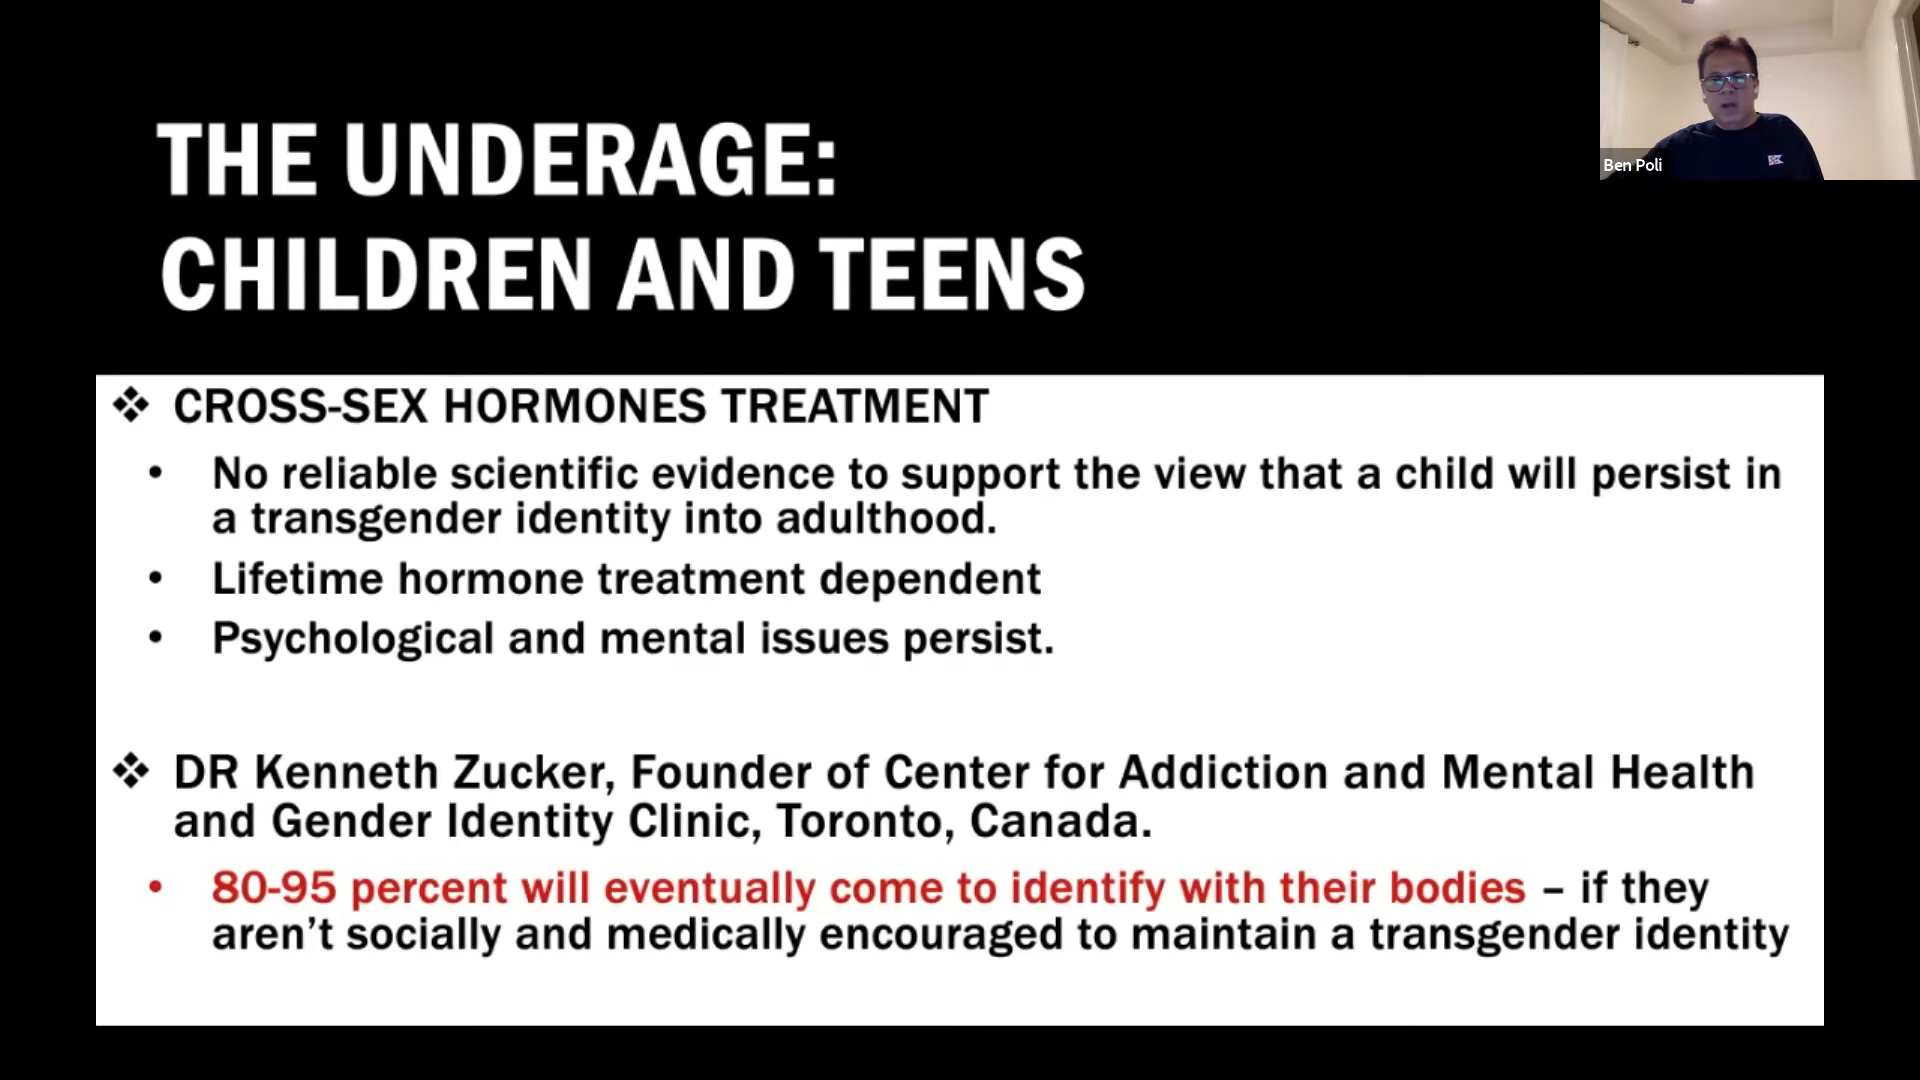 THE UNDERAGE:
CHILDREN AND TEENS
Ben Poli
❖ CROSS-SEX HORMONES TREATMENT
• No reliable scientific evidence to support the view that a child will persist in
a transgender identity into adulthood.
• Lifetime hormone treatment dependent
• Psychological and mental issues persist.
❖ DR Kenneth Zucker, Founder of Center for Addiction and Mental Health
and Gender Identity Clinic, Toronto, Canada.
• 80-95 percent will eventually come to identify with their bodies – if they
aren’t socially and medically encouraged to maintain a transgender identity